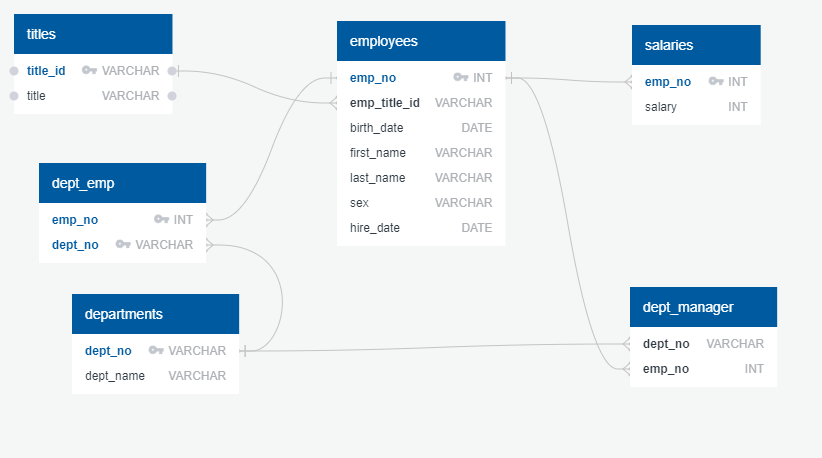 titles
title_id VARCHAR
title VARCHAR
employees
emp_no INT
emp_title_id VARCHAR
birth_date DATE
first_name VARCHAR
last_name VARCHAR
sex VARCHAR
hire_date DATE
salaries
emp_no INT
salary INT
dept_emp
emp_no INT
dept_no VARCHAR
departments
dept_no VARCHAR
dept_name VARCHAR
dept_manager
dept_no VARCHAR
emp_no INT